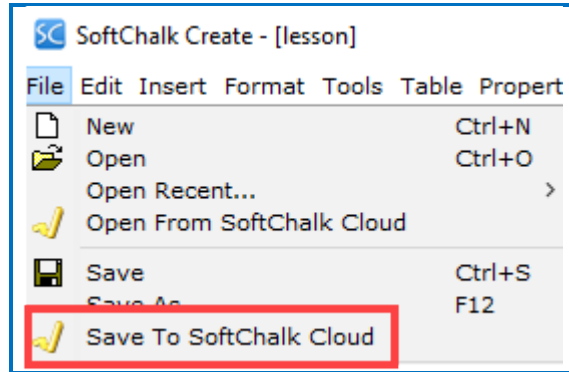 SC SoftChalk Create - [lesson]
File Edit Insert Format Tools Table Propert
New Ctrl+N
Open Ctrl+O
Open Recent... >
Open From SoftChalk Cloud
Save Ctrl+S
Save As F12
Save To SoftChalk Cloud